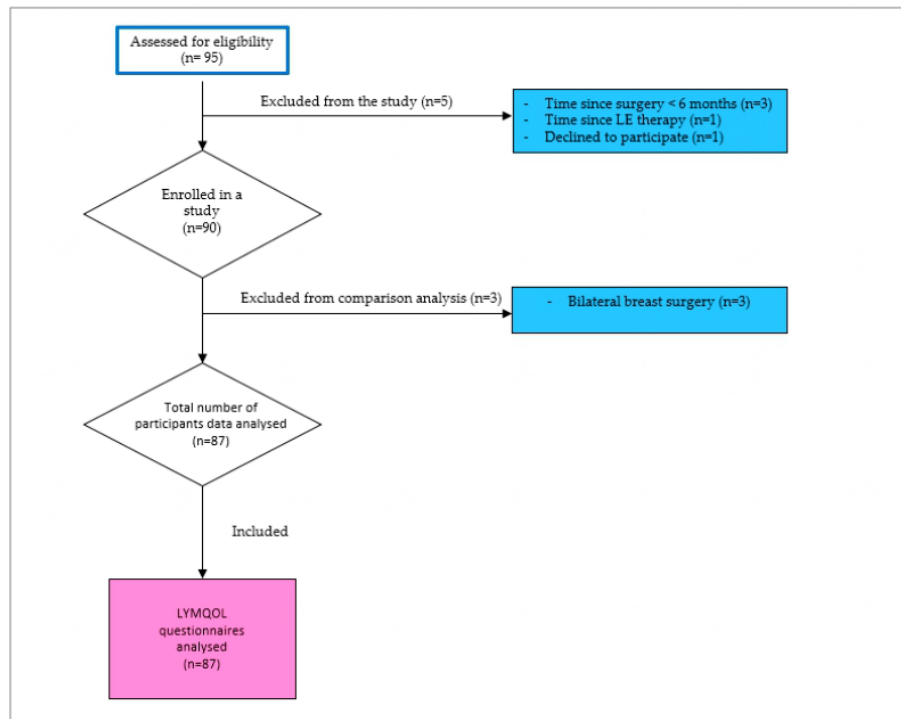 Assessed for eligibility
(n= 95)
Excluded from the study (n=5)
- Time since surgery < 6 months (n=3)
- Time since LE therapy (n=1)
- Declined to participate (n=1)
Enrolled in a
study
(n=90)
Excluded from comparison analysis (n=3)
- Bilateral breast surgery (n=3)
Total number of
participants data analysed
(n=87)
Included
LYMQOL
questionnaires
analysed
(n=87)